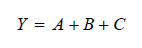 Y = A + B + C